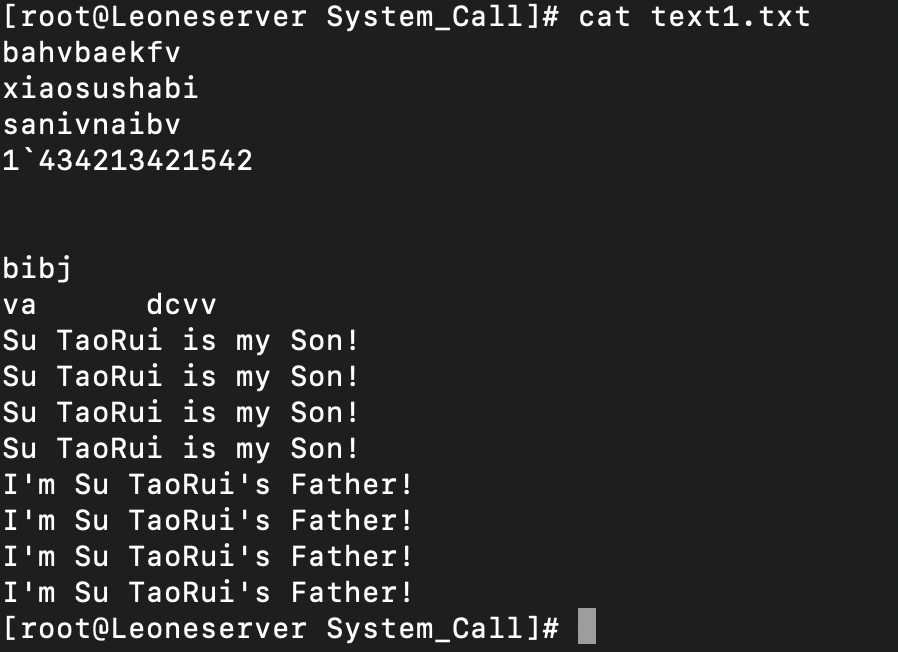 [root@Leoneserver System_Call]# cat text1.txt
bahvbaekfv
xiaosushabi
sanivnaibv
1`434213421542
bibj
va      dcvv
Su TaoRui is my Son!
Su TaoRui is my Son!
Su TaoRui is my Son!
Su TaoRui is my Son!
I'm Su TaoRui's Father!
I'm Su TaoRui's Father!
I'm Su TaoRui's Father!
I'm Su TaoRui's Father!
[root@Leoneserver System_Call]#